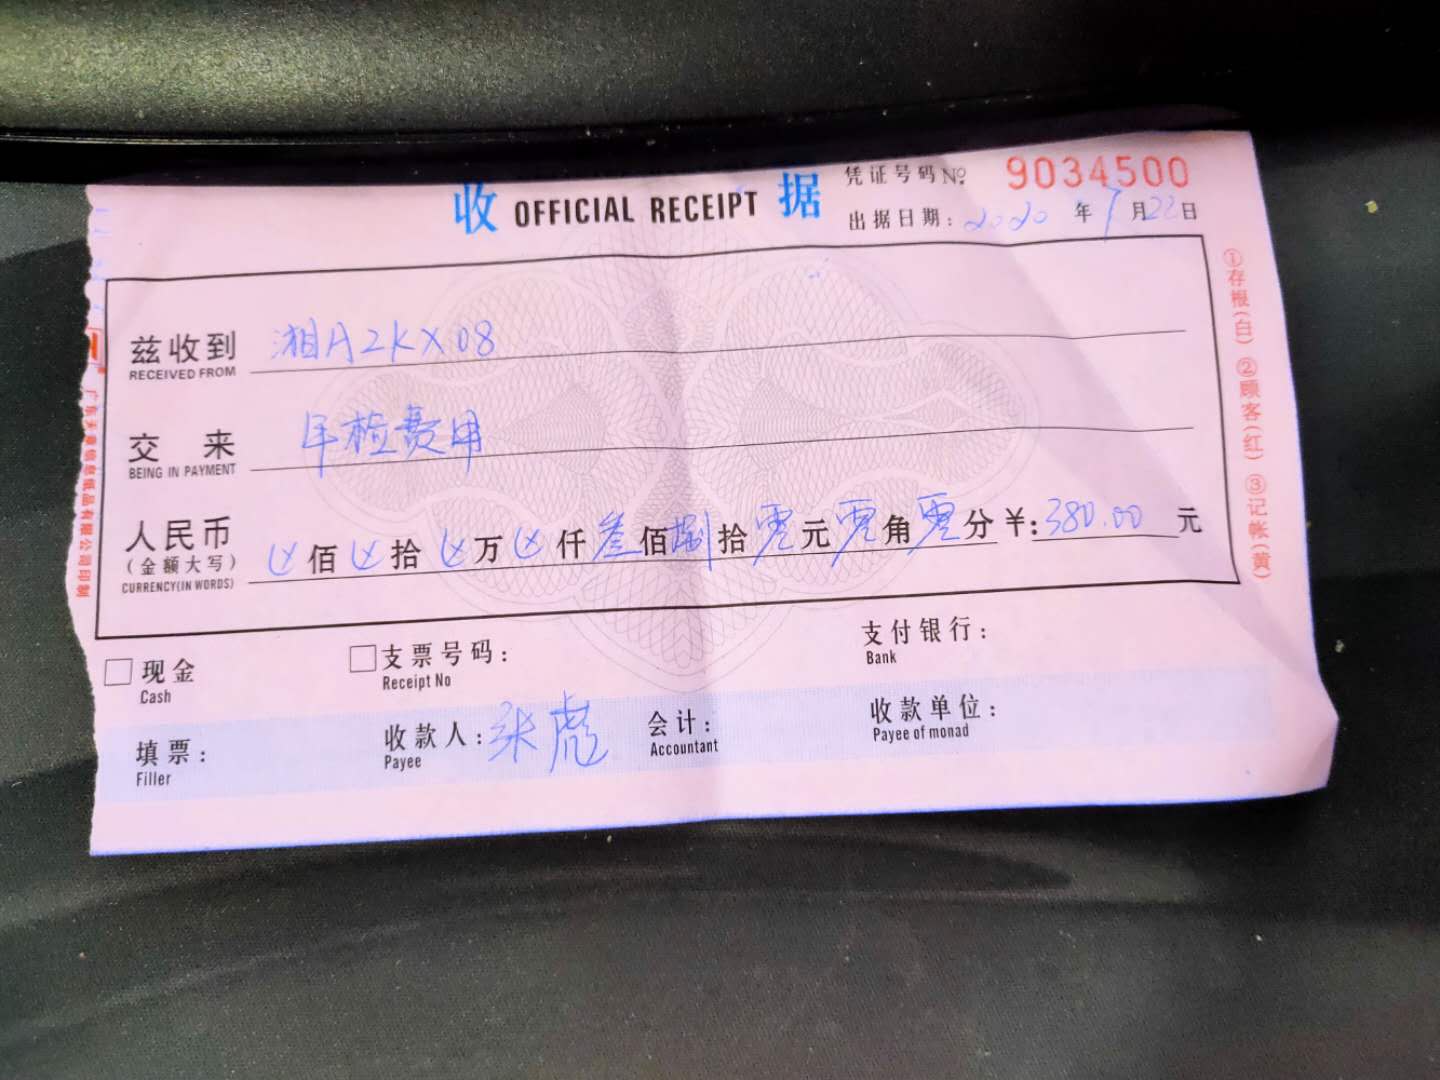 收 OFFICIAL RECEIPT 据
凭证号码 № 9034500
出据日期：2020 年 7 月 22 日
兹收到 湘A2KX08
RECEIVED FROM
交 来 年检费用
BEING IN PAYMENT
人民币 ⊗ 佰 ⊗ 拾 ⊗ 万 ⊗ 仟 叁 佰 捌 拾 零 元 零 角 零 分 ￥:380.00 元
(金额大写)
CURRENCY(IN WORDS)
□ 现金 □ 支票号码： 支付银行：
Cash Receipt No Bank
填票： 收款人：张彪 会计： 收款单位：
Filler Payee Accountant Payee of monad
①存根(白) ②顾客(红) ③记帐(黄)